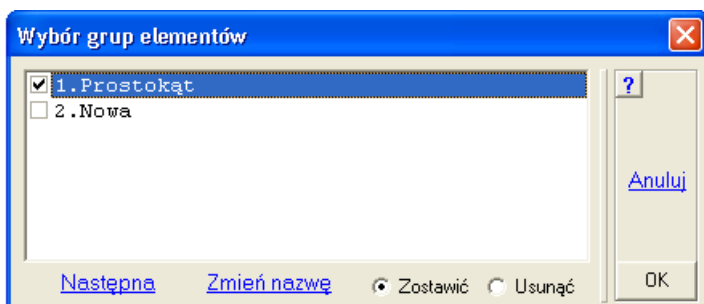 Wybór grup elementów
1.Prostokąt
2.Nowa
?
Anuluj
Następna Zmień nazwę Zostawić Usunąć OK